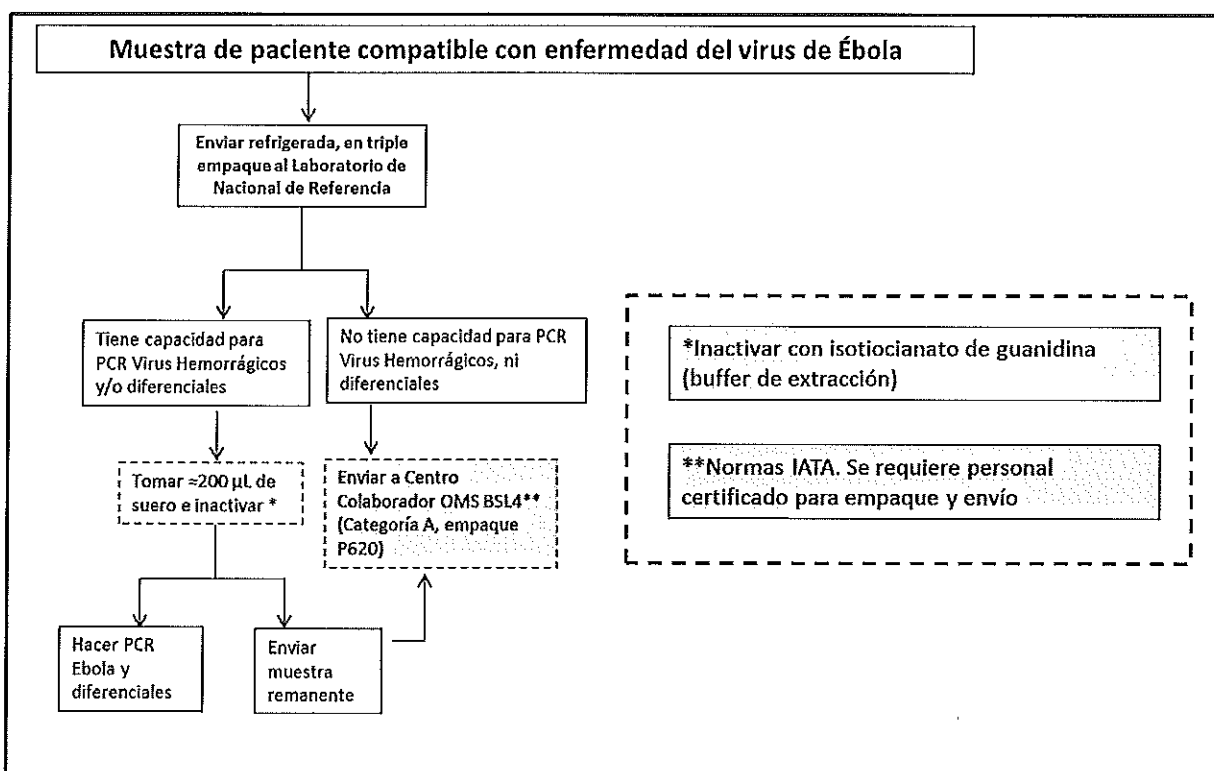 Muestra de paciente compatible con enfermedad del virus de Ébola
Enviar refrigerada, en triple
empaque al Laboratorio de
Nacional de Referencia
Tiene capacidad para
PCR Virus Hemorrágicos
y/o diferenciales
No tiene capacidad para PCR
Virus Hemorrágicos, ni
diferenciales
Tomar ≈200 µL de
suero e inactivar *
Enviar a Centro
Colaborador OMS BSL4**
(Categoría A, empaque
P620)
Hacer PCR
Ebola y
diferenciales
Enviar
muestra
remanente
*Inactivar con isotiocianato de guanidina
(buffer de extracción)
**Normas IATA. Se requiere personal
certificado para empaque y envío